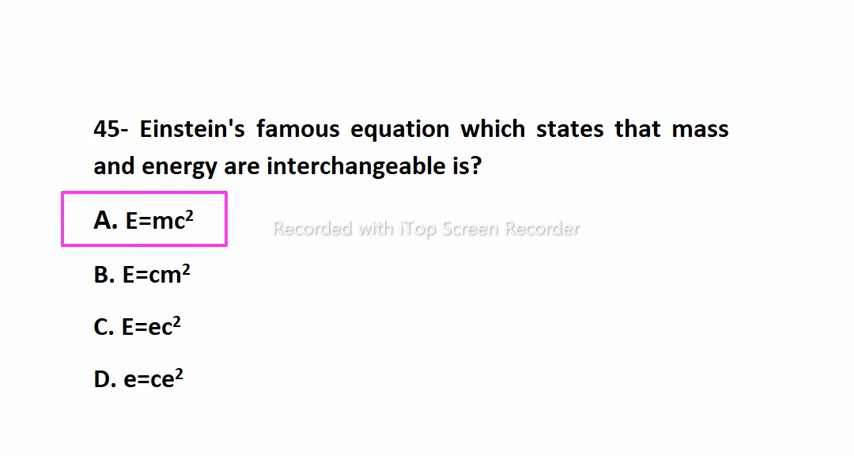 45- Einstein's famous equation which states that mass
and energy are interchangeable is?
A. E=mc²
Recorded with iTop Screen Recorder
B. E=cm²
C. E=ec²
D. e=ce²